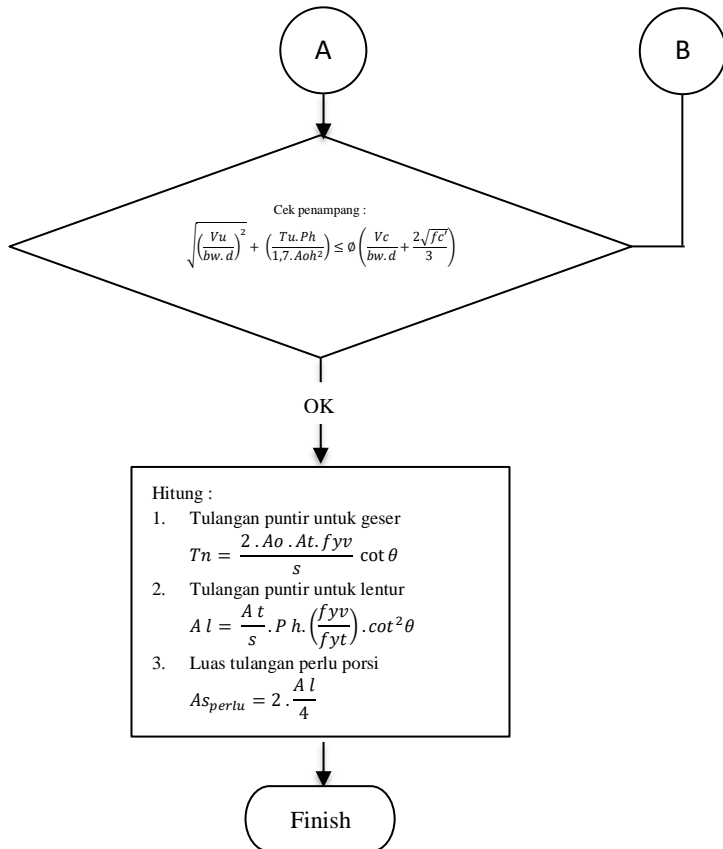 A
B
Cek penampang :
√((Vu/bw.d)²) + (Tu.Ph/1,7.Aoh²) ≤ ∅(Vc/bw.d + 2√fc′/3)
OK
Hitung :
1. Tulangan puntir untuk geser
Tn = 2 . Ao . At. fyv / s cot θ
2. Tulangan puntir untuk lentur
A l = A t / s . P h. (fyv/fyt) . cot²θ
3. Luas tulangan perlu porsi
As_perlu = 2 . A l / 4
Finish